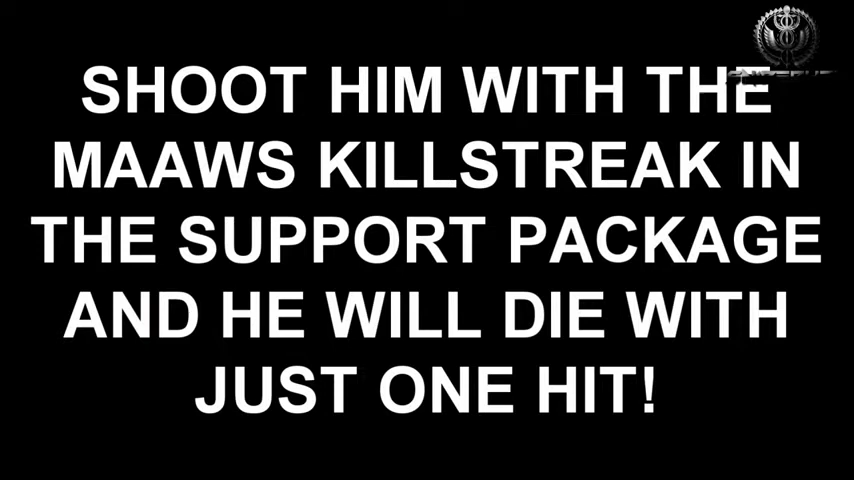 SHOOT HIM WITH THE
MAAWS KILLSTREAK IN
THE SUPPORT PACKAGE
AND HE WILL DIE WITH
JUST ONE HIT!